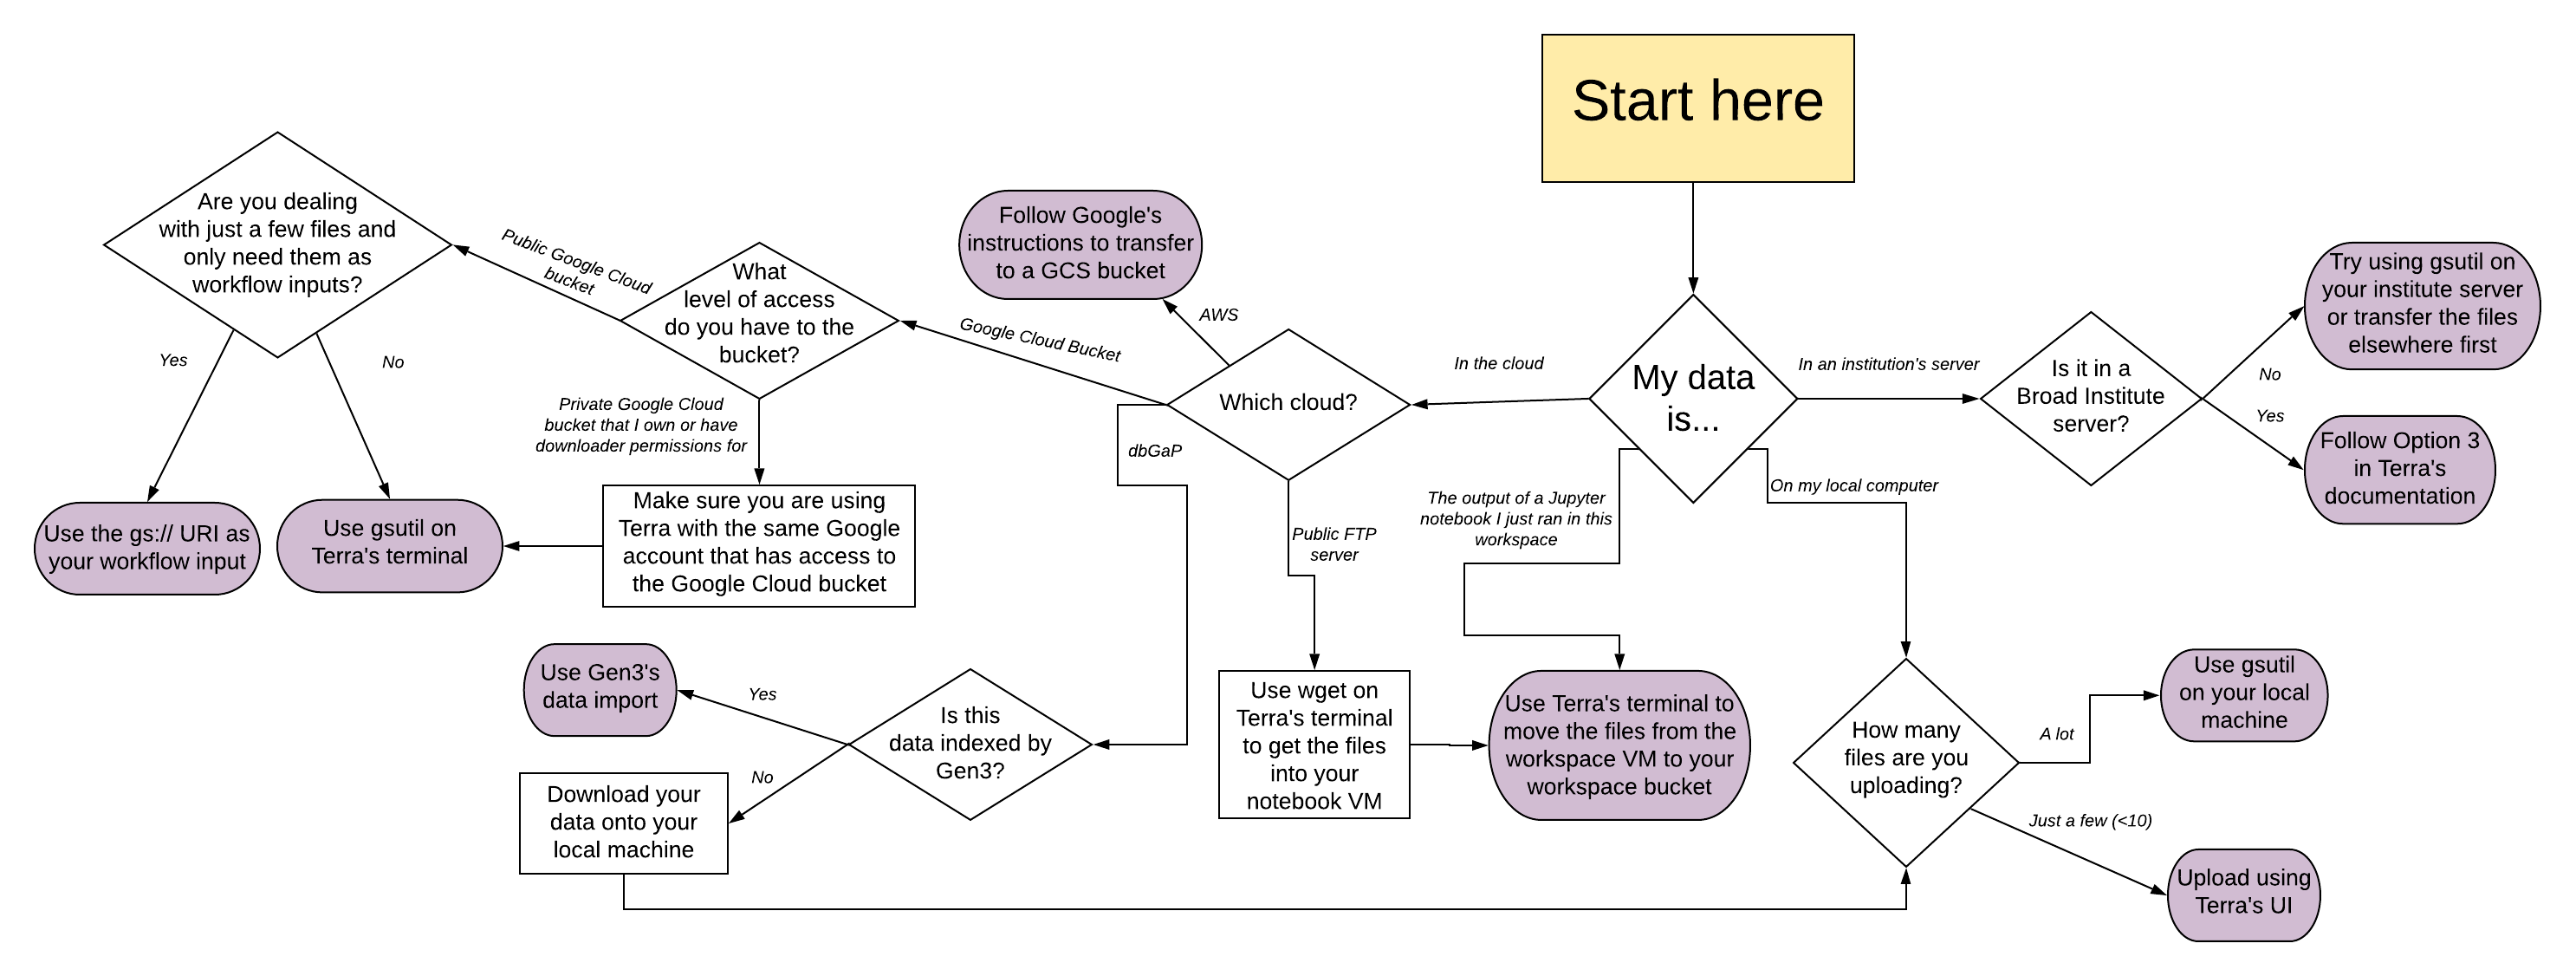 Start here
My data
is...
In the cloud
In an institution's server
The output of a Jupyter
notebook I just ran in this
workspace
On my local computer
Is it in a
Broad Institute
server?
No
Yes
Try using gsutil on
your institute server
or transfer the files
elsewhere first
Follow Option 3
in Terra's
documentation
Which cloud?
AWS
Google Cloud Bucket
dbGaP
Public FTP
server
Follow Google's
instructions to transfer
to a GCS bucket
What
level of access
do you have to the
bucket?
Public Google Cloud
bucket
Private Google Cloud
bucket that I own or have
downloader permissions for
Are you dealing
with just a few files and
only need them as
workflow inputs?
Yes
No
Use the gs:// URI as
your workflow input
Use gsutil on
Terra's terminal
Make sure you are using
Terra with the same Google
account that has access to
the Google Cloud bucket
Is this
data indexed by
Gen3?
Yes
No
Use Gen3's
data import
Download your
data onto your
local machine
Use wget on
Terra's terminal
to get the files
into your
notebook VM
Use Terra's terminal to
move the files from the
workspace VM to your
workspace bucket
How many
files are you
uploading?
A lot
Just a few (<10)
Use gsutil
on your local
machine
Upload using
Terra's UI